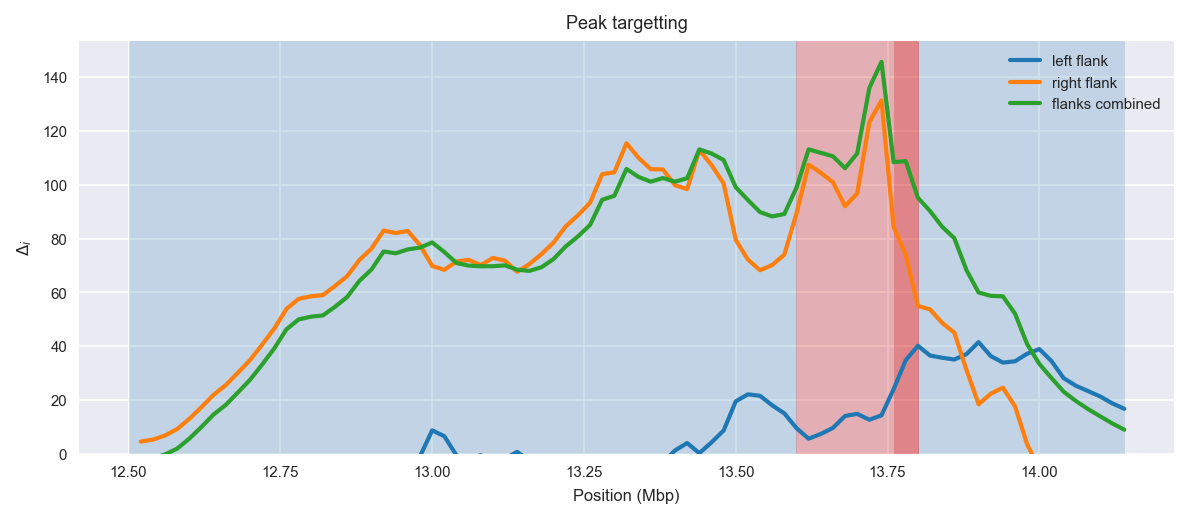 Peak targetting
left flank
right flank
flanks combined
Δi
140
120
100
80
60
40
20
0
12.50 12.75 13.00 13.25 13.50 13.75 14.00
Position (Mbp)